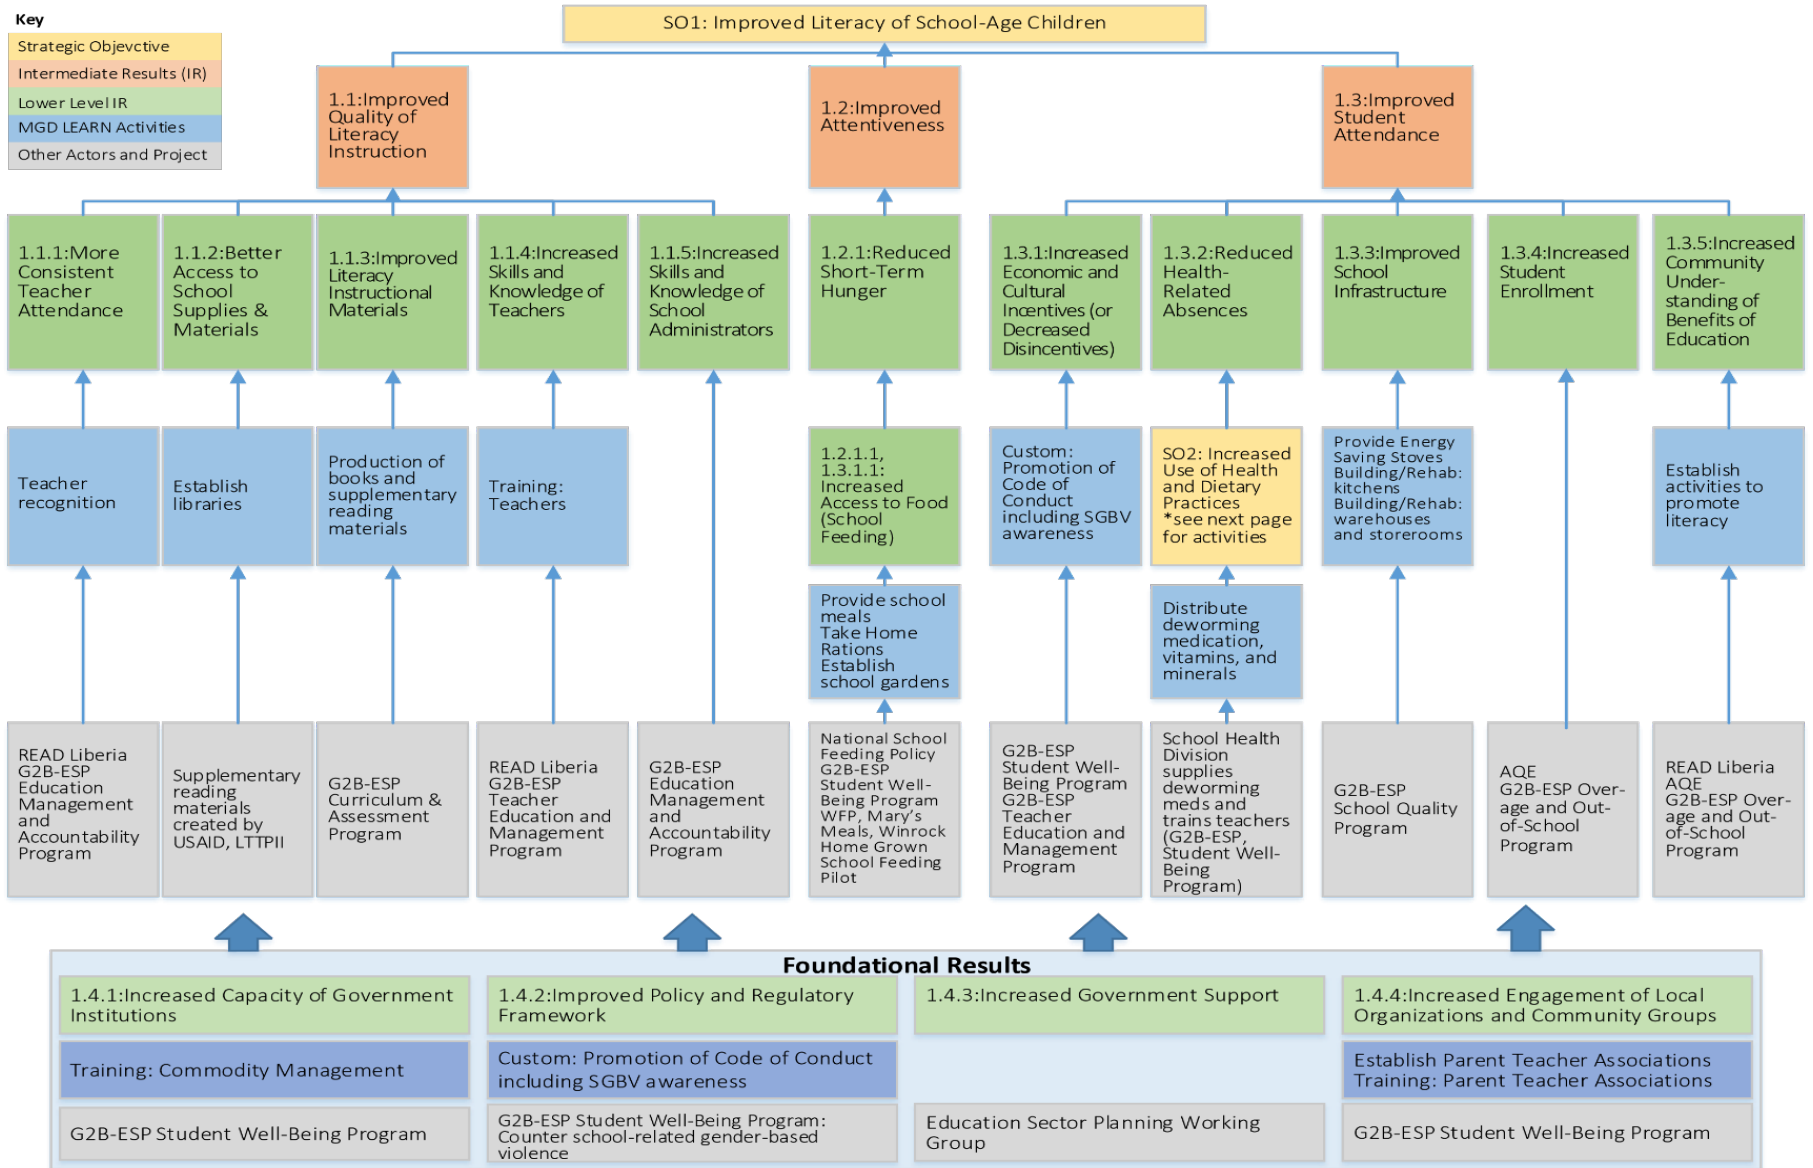 Key
Strategic Objevctive
Intermediate Results (IR)
Lower Level IR
MGD LEARN Activities
Other Actors and Project
SO1: Improved Literacy of School-Age Children
1.1:Improved
Quality of
Literacy
Instruction
1.2:Improved
Attentiveness
1.3:Improved
Student
Attendance
1.1.1:More
Consistent
Teacher
Attendance
1.1.2:Better
Access to
School
Supplies &
Materials
1.1.3:Improved
Literacy
Instructional
Materials
1.1.4:Increased
Skills and
Knowledge of
Teachers
1.1.5:Increased
Skills and
Knowledge of
School
Administrators
1.2.1:Reduced
Short-Term
Hunger
1.3.1:Increased
Economic and
Cultural
Incentives (or
Decreased
Disincentives)
1.3.2:Reduced
Health-
Related
Absences
1.3.3:Improved
School
Infrastructure
1.3.4:Increased
Student
Enrollment
1.3.5:Increased
Community
Under-
standing of
Benefits of
Education
Teacher
recognition
Establish
libraries
Production of
books and
supplementary
reading
materials
Training:
Teachers
1.2.1.1,
1.3.1.1:
Increased
Access to Food
(School
Feeding)
Custom:
Promotion of
Code of
Conduct
including SGBV
awareness
SO2: Increased
Use of Health
and Dietary
Practices
*see next page
for activities
Provide Energy
Saving Stoves
Building/Rehab:
kitchens
Building/Rehab:
warehouses
and storerooms
Establish
activities to
promote
literacy
Provide school
meals
Take Home
Rations
Establish
school gardens
Distribute
deworming
medication,
vitamins, and
minerals
READ Liberia
G2B-ESP
Education
Management
and
Accountability
Program
Supplementary
reading
materials
created by
USAID, LTTPII
G2B-ESP
Curriculum &
Assessment
Program
READ Liberia
G2B-ESP
Teacher
Education and
Management
Program
G2B-ESP
Education
Management
and
Accountability
Program
National School
Feeding Policy
G2B-ESP
Student Well-
Being Program
WFP, Mary's
Meals, Winrock
Home Grown
School Feeding
Pilot
G2B-ESP
Student Well-
Being Program
G2B-ESP
Teacher
Education and
Management
Program
School Health
Division
supplies
deworming
meds and
trains teachers
(G2B-ESP,
Student Well-
Being
Program)
G2B-ESP
School Quality
Program
AQE
G2B-ESP Over-
age and Out-
of-School
Program
READ Liberia
AQE
G2B-ESP Over-
age and Out-
of-School
Program
Foundational Results
1.4.1:Increased Capacity of Government
Institutions
1.4.2:Improved Policy and Regulatory
Framework
1.4.3:Increased Government Support
1.4.4:Increased Engagement of Local
Organizations and Community Groups
Training: Commodity Management
Custom: Promotion of Code of Conduct
including SGBV awareness
Establish Parent Teacher Associations
Training: Parent Teacher Associations
G2B-ESP Student Well-Being Program
G2B-ESP Student Well-Being Program:
Counter school-related gender-based
violence
Education Sector Planning Working
Group
G2B-ESP Student Well-Being Program